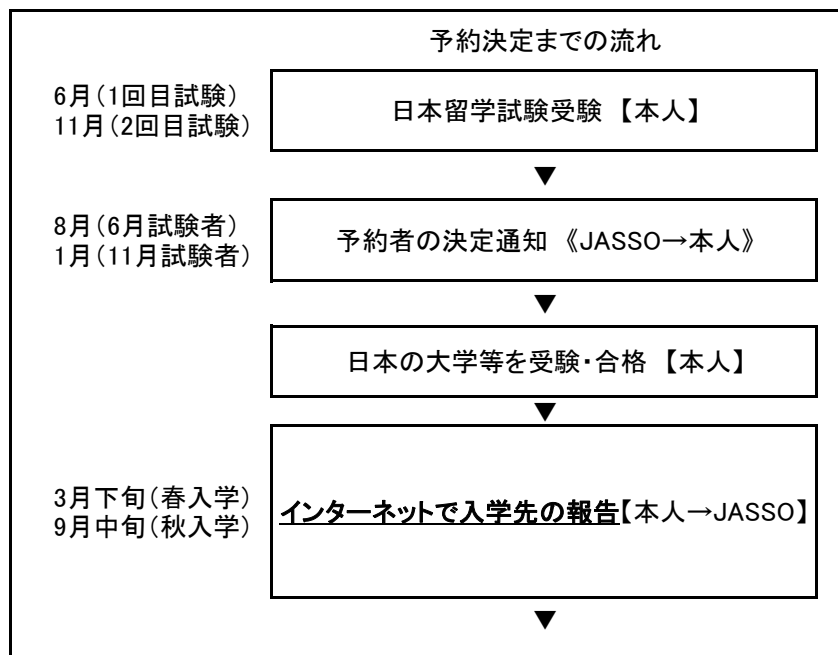 予約決定までの流れ
6月(1回目試験)
11月(2回目試験)
日本留学試験受験 【本人】
▼
8月(6月試験者)
1月(11月試験者)
予約者の決定通知 《JASSO→本人》
▼
日本の大学等を受験・合格 【本人】
▼
3月下旬(春入学)
9月中旬(秋入学)
インターネットで入学先の報告【本人→JASSO】
▼